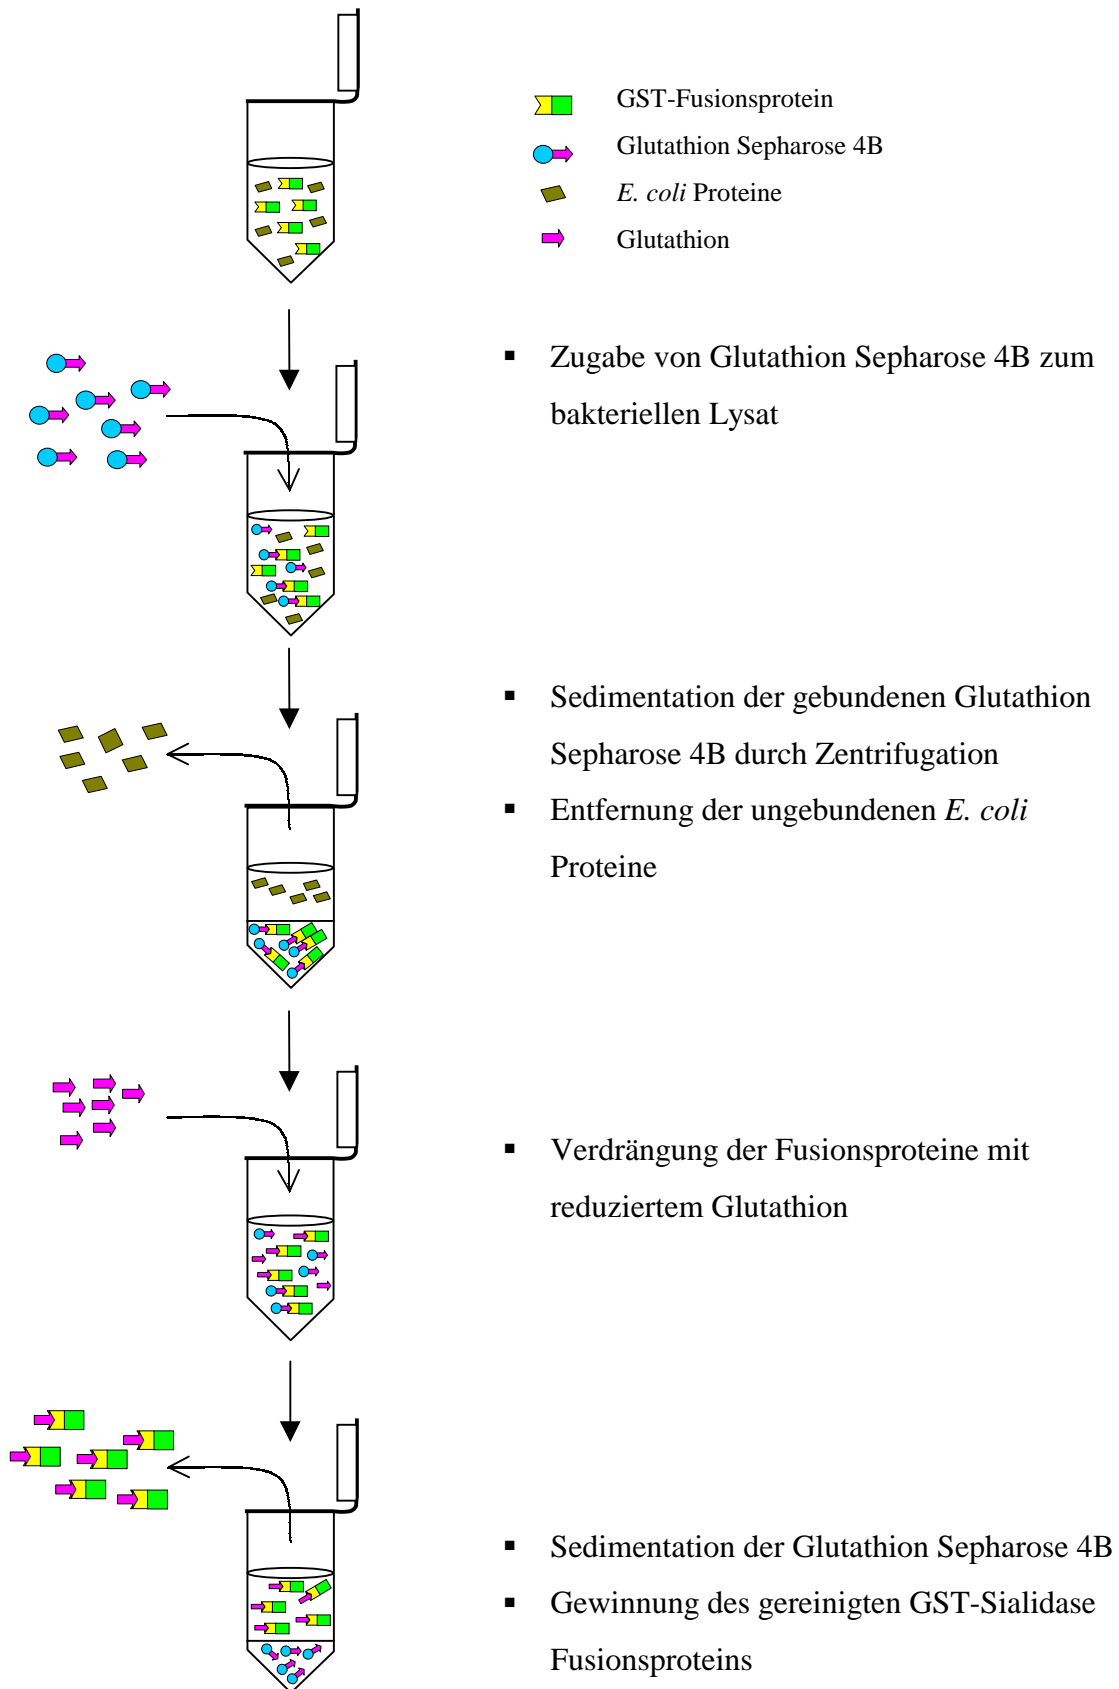 GST-Fusionsprotein
Glutathion Sepharose 4B
E. coli Proteine
Glutathion
▪ Zugabe von Glutathion Sepharose 4B zum
bakteriellen Lysat
▪ Sedimentation der gebundenen Glutathion
Sepharose 4B durch Zentrifugation
▪ Entfernung der ungebundenen E. coli
Proteine
▪ Verdrängung der Fusionsproteine mit
reduziertem Glutathion
▪ Sedimentation der Glutathion Sepharose 4B
▪ Gewinnung des gereinigten GST-Sialidase
Fusionsproteins